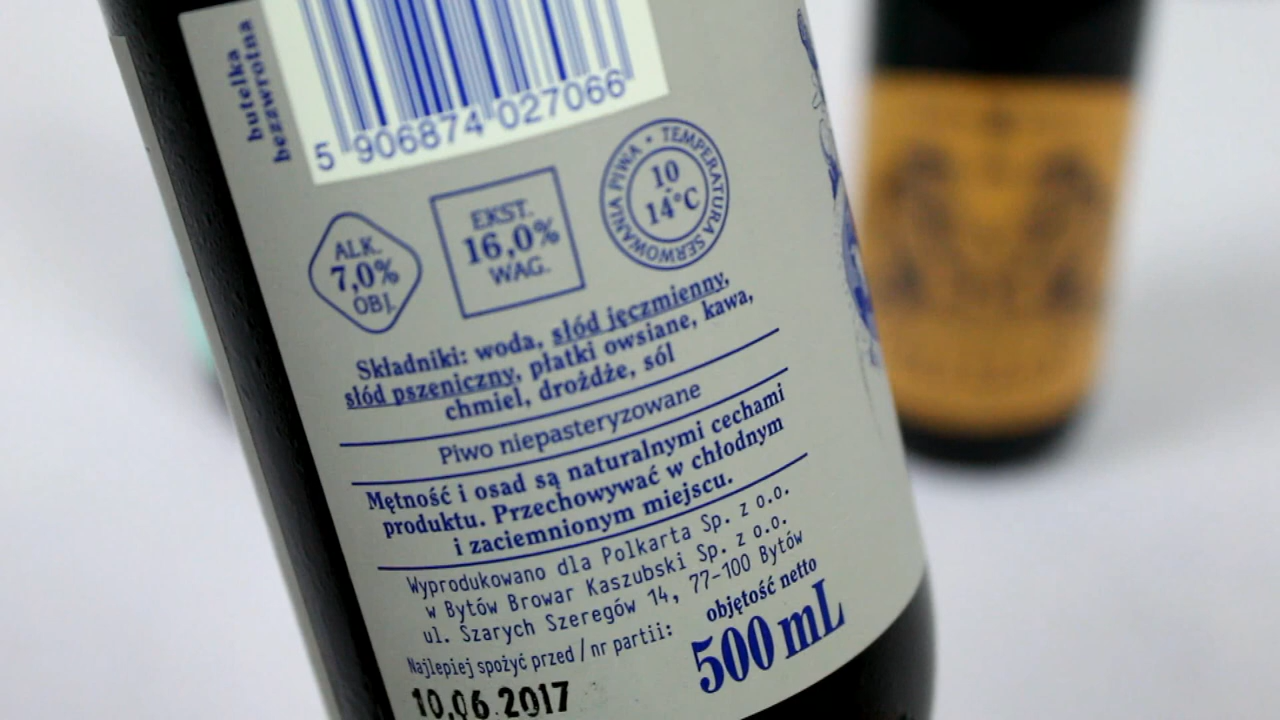 butelka
bezzwrotna
5 906874 027066
ALK.
7,0%
OBJ.
EKST.
16,0%
WAG.
• TEMPERATURA SERWOWANIA PIWA
10
-
14°C
Składniki: woda, słód jęczmienny,
słód pszeniczny, płatki owsiane, kawa,
chmiel, drożdże, sól
Piwo niepasteryzowane
Mętność i osad są naturalnymi cechami
produktu. Przechowywać w chłodnym
i zaciemnionym miejscu.
Wyprodukowano dla Polkarta Sp. z o.o.
w Bytów Browar Kaszubski Sp. z o.o.
ul. Szarych Szeregów 14, 77-100 Bytów
Najlepiej spożyć przed / nr partii:
10.06.2017
objętość netto
500 mL